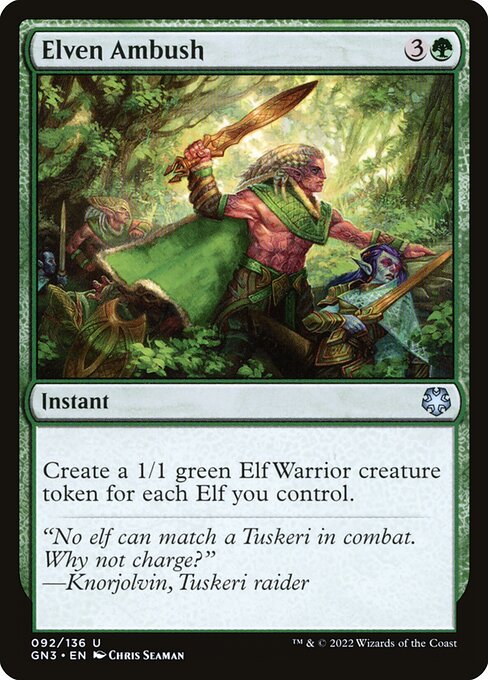 Elven Ambush 3
Instant
Create a 1/1 green Elf Warrior creature
token for each Elf you control.
“No elf can match a Tuskeri in combat.
Why not charge?”
—Knorjolvin, Tuskeri raider
092/136 U
GN3 • EN Chris Seaman
™ & © 2022 Wizards of the Coast